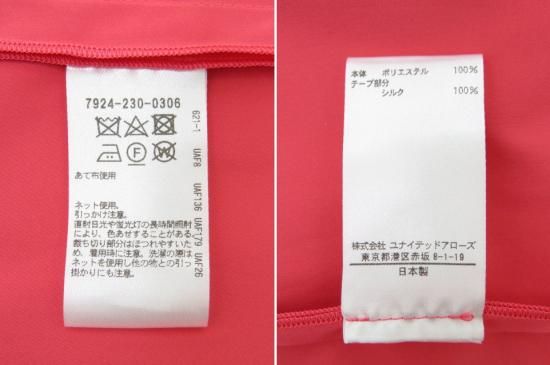 7924-230-0306
あて布使用
ネット使用。
引っかけ注意。
直射日光や蛍光灯の長時間照射
により、色あせすることがある。
裁ち切り部分はほつれやすいた
め、着用時に注意。洗濯の際は
ネットを使用し他の物との引っ
掛かりにも注意。
621-1 UAF8 UAF136 UAF179 UAF26
本体 ポリエステル 100%
テープ部分
シルク 100%
株式会社 ユナイテッドアローズ
東京都港区赤坂 8-1-19
日本製